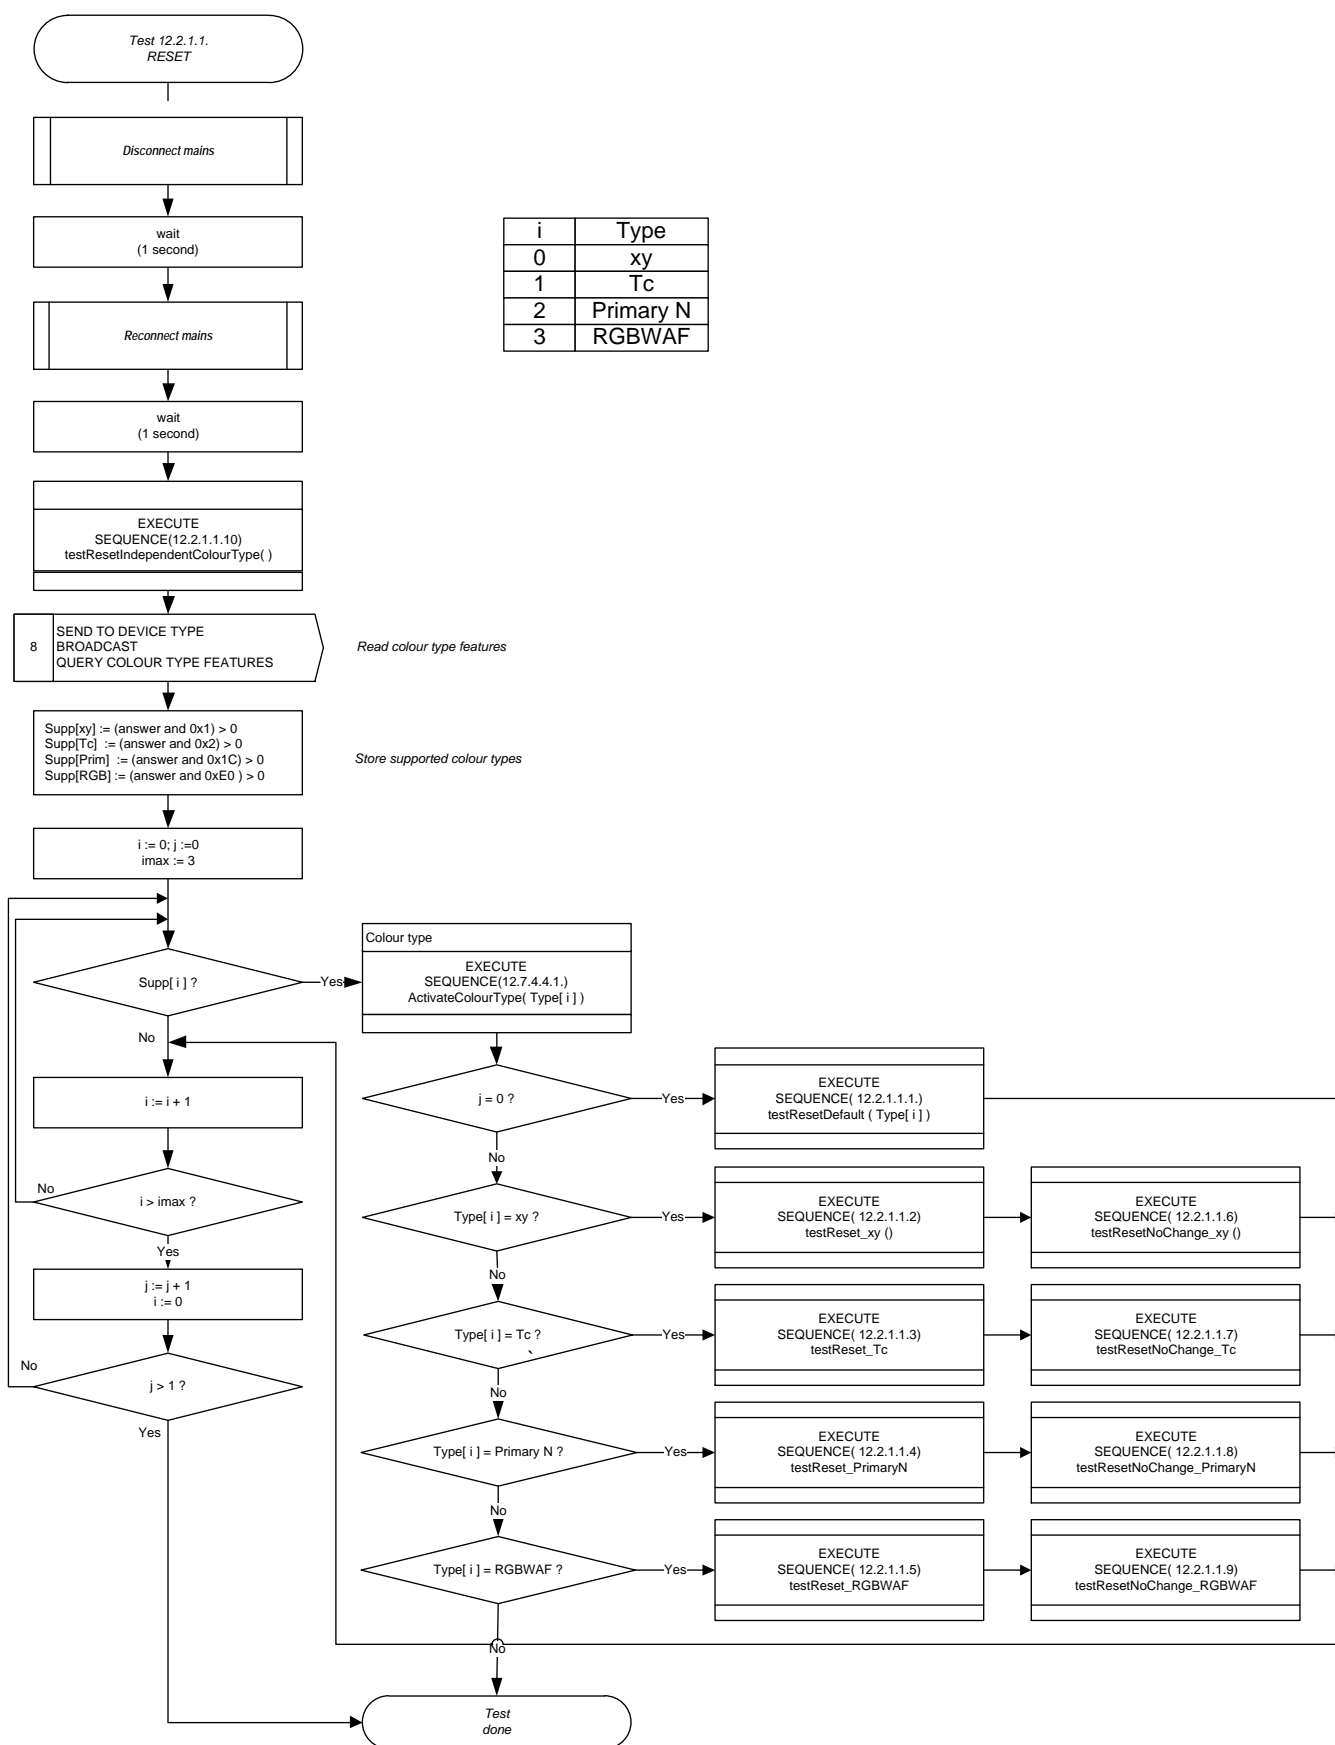 Test 12.2.1.1.
RESET
Disconnect mains
wait
(1 second)
Reconnect mains
wait
(1 second)
i Type
0 xy
1 Tc
2 Primary N
3 RGBWAF
EXECUTE
SEQUENCE(12.2.1.1.10)
testResetIndependentColourType( )
8
SEND TO DEVICE TYPE
BROADCAST
QUERY COLOUR TYPE FEATURES
Read colour type features
Supp[xy] := (answer and 0x1) > 0
Supp[Tc] := (answer and 0x2) > 0
Supp[Prim] := (answer and 0x1C) > 0
Supp[RGB] := (answer and 0xE0 ) > 0
Store supported colour types
i := 0; j :=0
imax := 3
Supp[ i ] ?
Yes
No
i := i + 1
i > imax ?
No
Yes
j := j + 1
i := 0
j > 1 ?
No
Yes
Colour type
EXECUTE
SEQUENCE(12.7.4.4.1.)
ActivateColourType( Type[ i ] )
j = 0 ?
Yes
EXECUTE
SEQUENCE( 12.2.1.1.1.)
testResetDefault ( Type[ i ] )
No
Type[ i ] = xy ?
Yes
EXECUTE
SEQUENCE( 12.2.1.1.2)
testReset_xy ()
EXECUTE
SEQUENCE( 12.2.1.1.6)
testResetNoChange_xy ()
No
Type[ i ] = Tc ?
`
Yes
EXECUTE
SEQUENCE( 12.2.1.1.3)
testReset_Tc
EXECUTE
SEQUENCE( 12.2.1.1.7)
testResetNoChange_Tc
No
Type[ i ] = Primary N ?
Yes
EXECUTE
SEQUENCE( 12.2.1.1.4)
testReset_PrimaryN
EXECUTE
SEQUENCE( 12.2.1.1.8)
testResetNoChange_PrimaryN
No
Type[ i ] = RGBWAF ?
Yes
EXECUTE
SEQUENCE( 12.2.1.1.5)
testReset_RGBWAF
EXECUTE
SEQUENCE( 12.2.1.1.9)
testResetNoChange_RGBWAF
No
Test
done